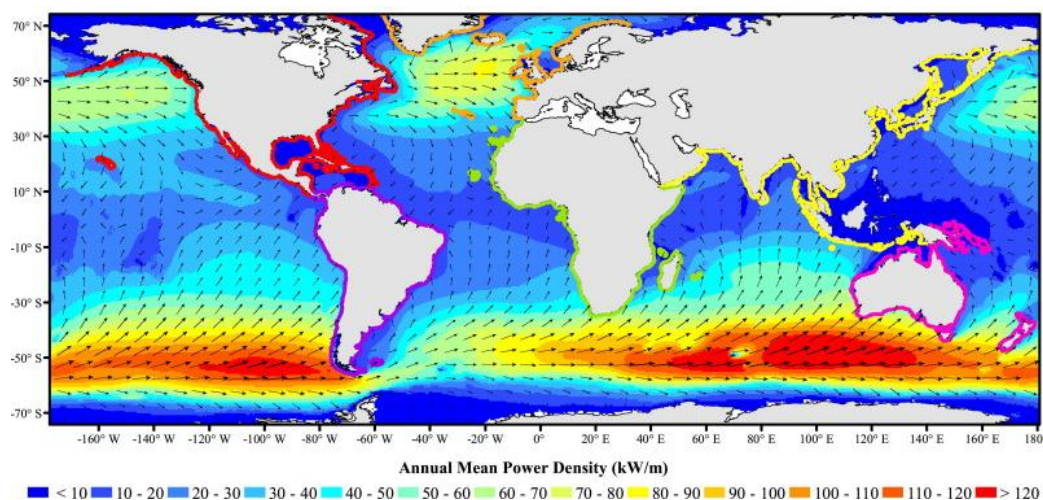 70° N
50° N
30° N
10° N
-10° S
-30° S
-50° S
-70° S
-160° W -140° W -120° W -100° W -80° W -60° W -40° W -20° W 0° 20° E 40° E 60° E 80° E 100° E 120° E 140° E 160° E 180
Annual Mean Power Density (kW/m)
< 10 10 - 20 20 - 30 30 - 40 40 - 50 50 - 60 60 - 70 70 - 80 80 - 90 90 - 100 100 - 110 110 - 120 > 120